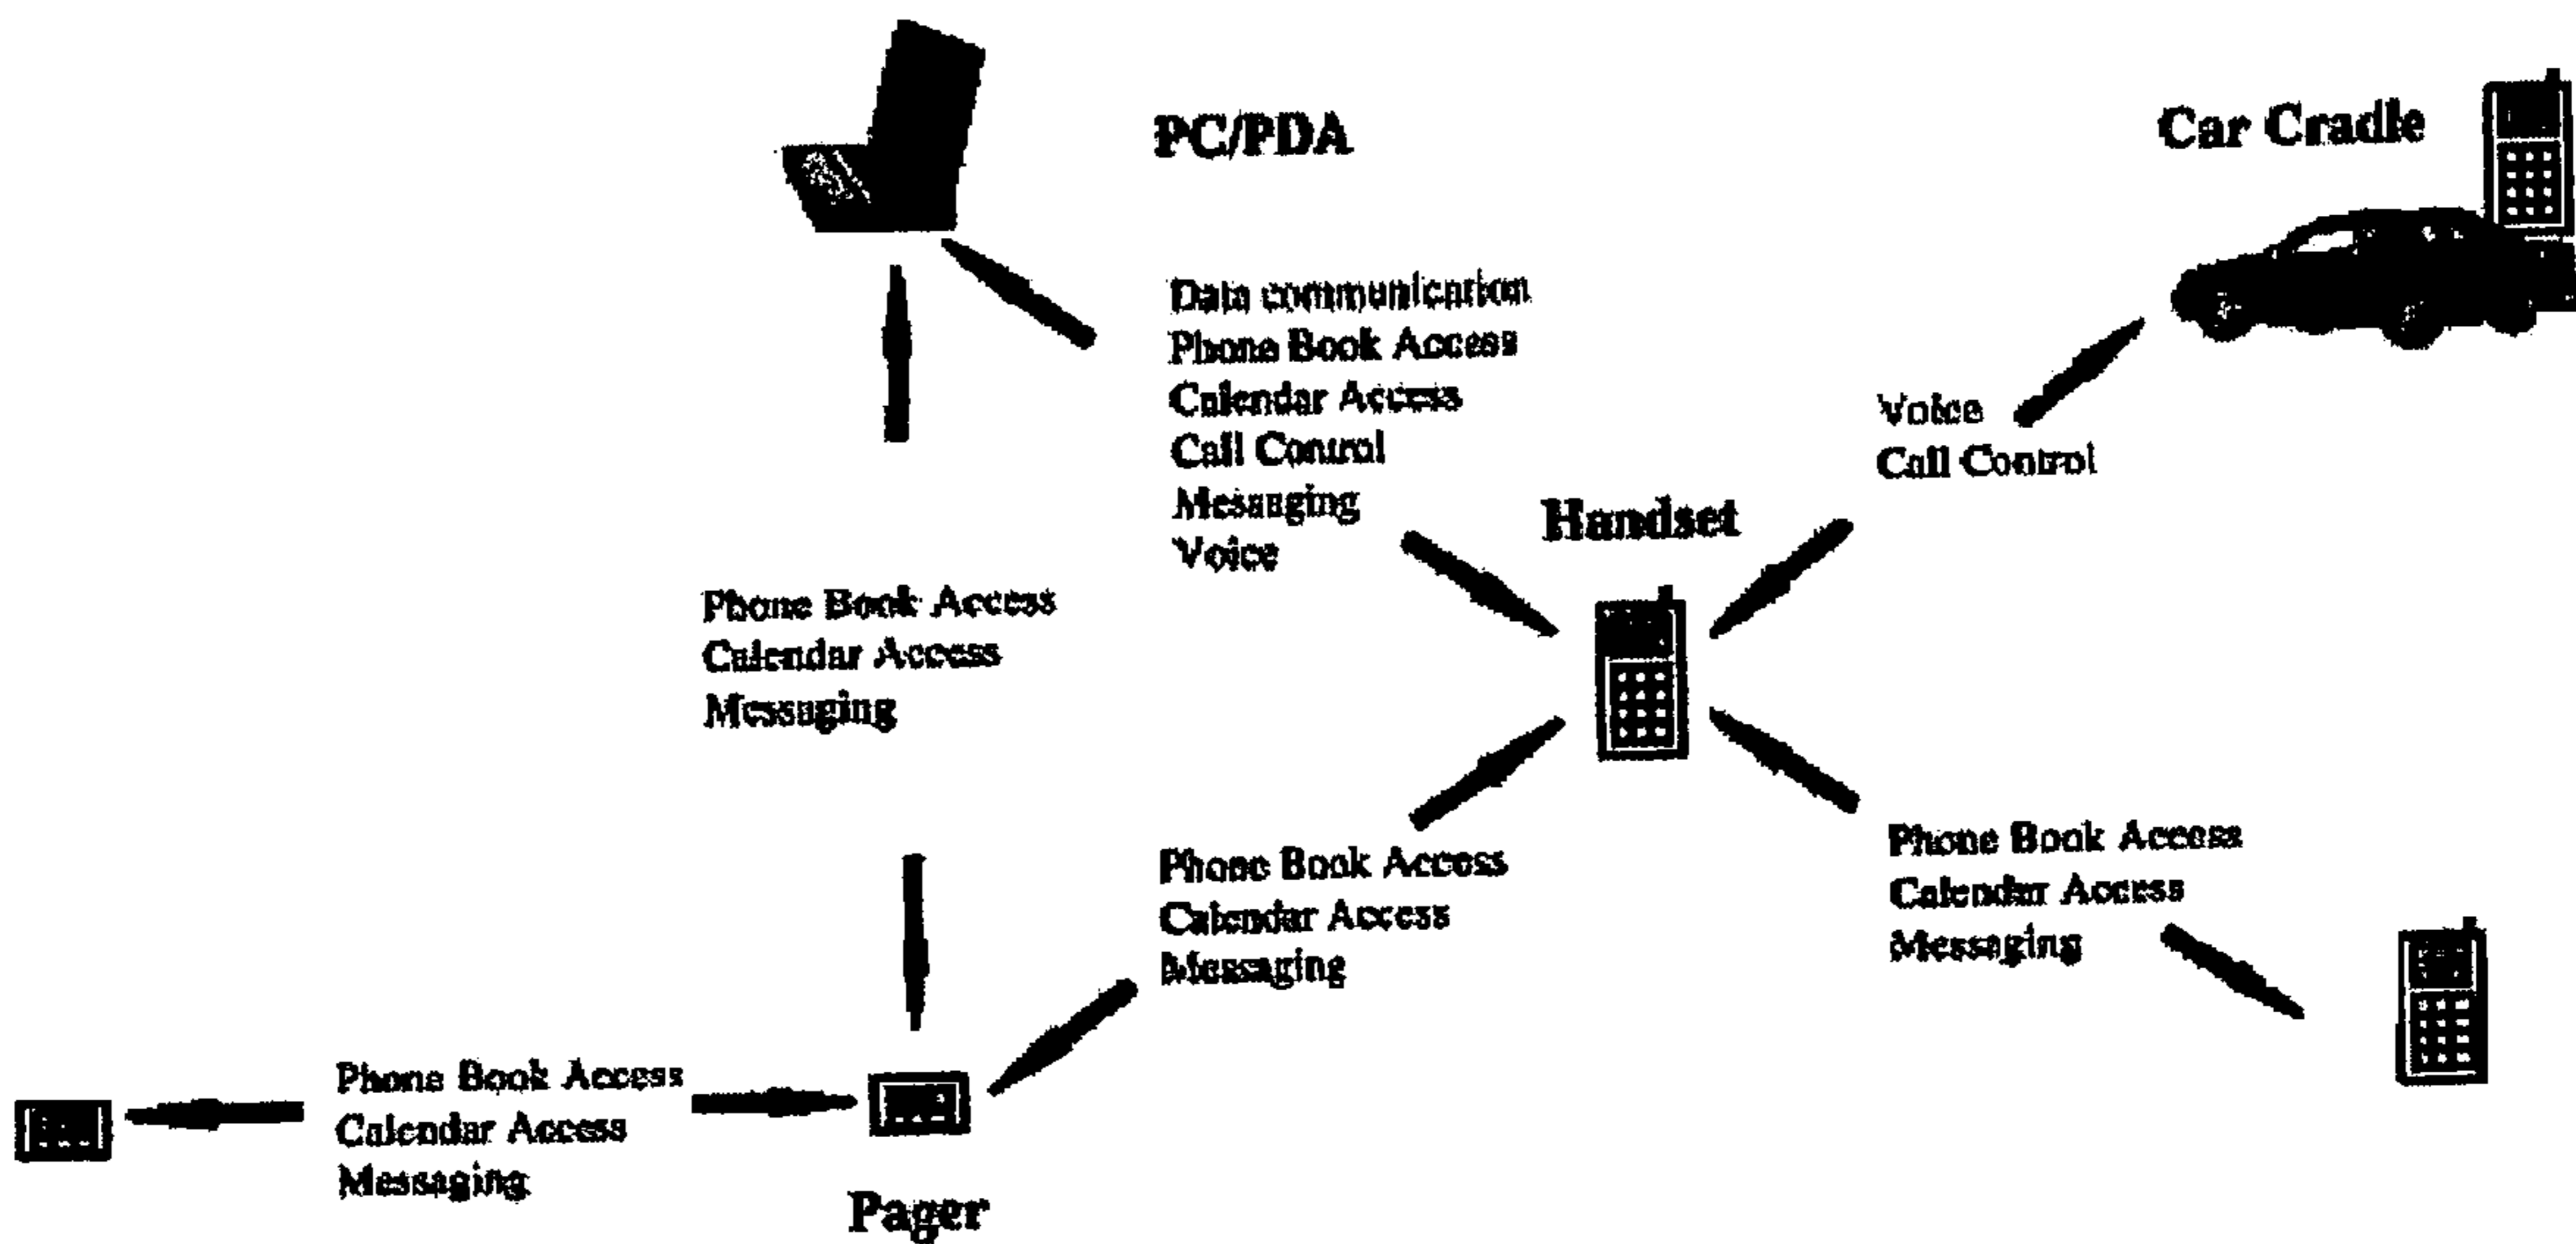 PC/PDA
Car Cradle
Data communication
Phone Book Access
Calendar Access
Call Control
Messaging
Voice
Voice
Call Control
Handset
Phone Book Access
Calendar Access
Messaging
Phone Book Access
Calendar Access
Messaging
Phone Book Access
Calendar Access
Messaging
Phone Book Access
Calendar Access
Messaging
Pager